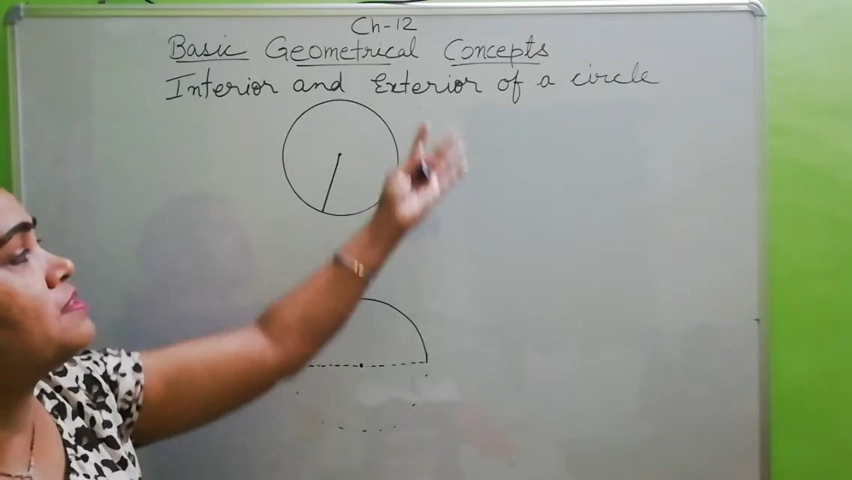 Ch-12
Basic Geometrical Concepts
Interior and Exterior of a circle